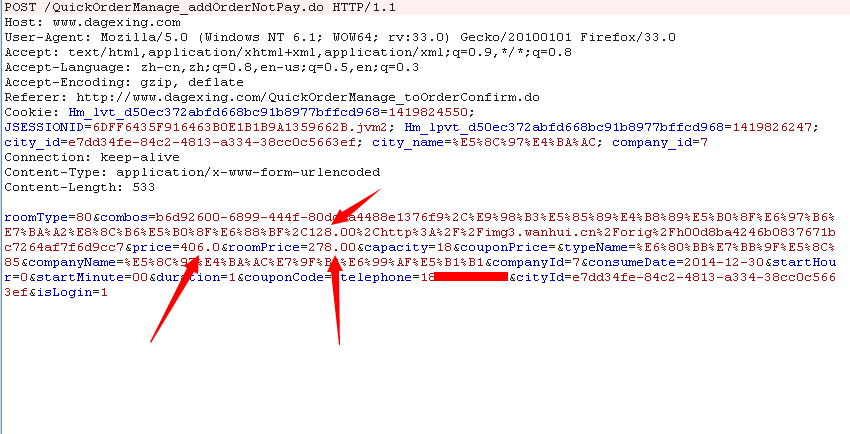 POST /QuickOrderManage_addOrderNotPay.do HTTP/1.1
Host: www.dagexing.com
User-Agent: Mozilla/5.0 (Windows NT 6.1; WOW64; rv:33.0) Gecko/20100101 Firefox/33.0
Accept: text/html,application/xhtml+xml,application/xml;q=0.9,*/*;q=0.8
Accept-Language: zh-cn,zh;q=0.8,en-us;q=0.5,en;q=0.3
Accept-Encoding: gzip, deflate
Referer: http://www.dagexing.com/QuickOrderManage_toOrderConfirm.do
Cookie: Hm_lvt_d50ec372abfd668bc91b8977bffcd968=1419824550;
JSESSIONID=6DFF6435F916463B0E1B1B9A1359662B.jvm2; Hm_lpvt_d50ec372abfd668bc91b8977bffcd968=1419826247;
city_id=e7dd34fe-84c2-4813-a334-38cc0c5663ef; city_name=%E5%8C%97%E4%BA%AC; company_id=7
Connection: keep-alive
Content-Type: application/x-www-form-urlencoded
Content-Length: 533
roomType=80&combos=b6d92600-6899-444f-80d a4488e1376f9%2C%E9%98%B3%E5%85%89%E4%B8%89%E5%B0%8F%E6%97%B6%E
7%BA%A2%E8%8C%B6%E5%B0%8F%E6%88%BF%2C128.00%2Chttp%3A%2F%2Fimg3.wanhui.cn%2Forig%2Fh00d8ba4246b0837671b
c7264af7f6d9cc7&price=406.0&roomPrice=278.00&capacity=18&couponPrice=&typeName=%E6%80%BB%E7%BB%9F%E5%8C%
85&companyName=%E5%8C% %E4%BA%AC%E7%9F%B %E6%99%AF%E5%B1%B1&companyId=7&consumeDate=2014-12-30&startHou
r=0&startMinute=00&duration=1&couponCode= telephone=18 &cityId=e7dd34fe-84c2-4813-a334-38cc0c566
3ef&isLogin=1